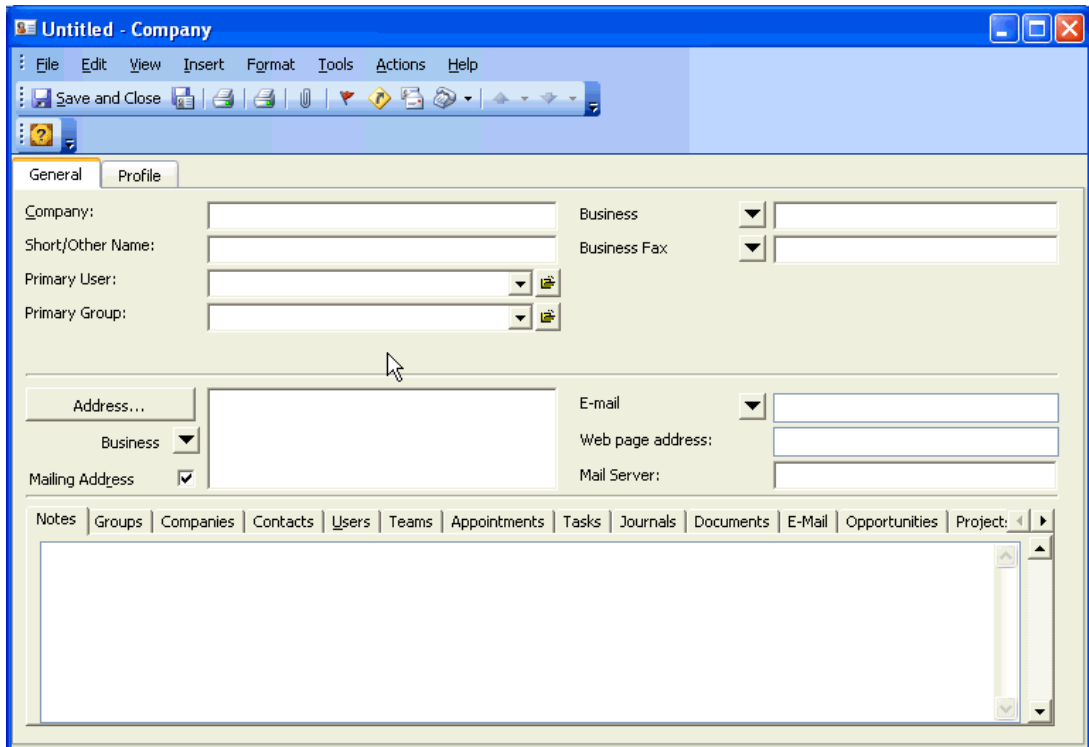 Untitled - Company
File Edit View Insert Format Tools Actions Help
Save and Close
General Profile
Company: Business
Short/Other Name: Business Fax
Primary User:
Primary Group:
Address... E-mail
Business Web page address:
Mailing Address Mail Server:
Notes Groups Companies Contacts Users Teams Appointments Tasks Journals Documents E-Mail Opportunities Project